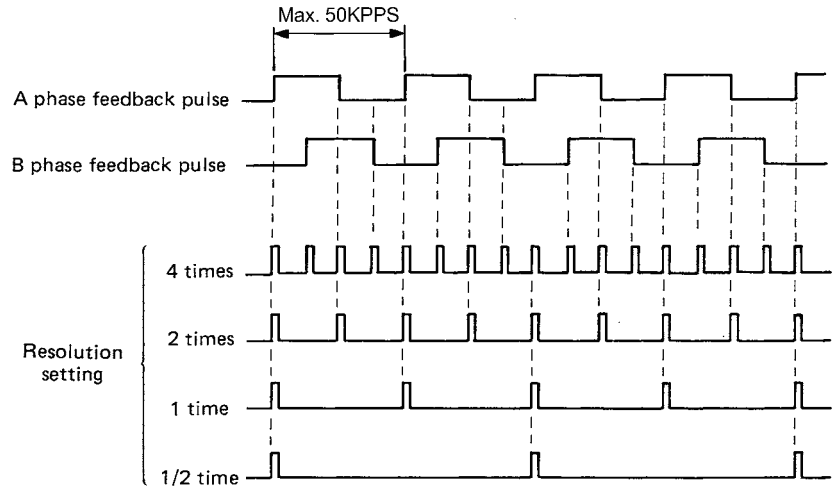 Max. 50KPPS
A phase feedback pulse
B phase feedback pulse
4 times
2 times
Resolution
setting
1 time
1/2 time